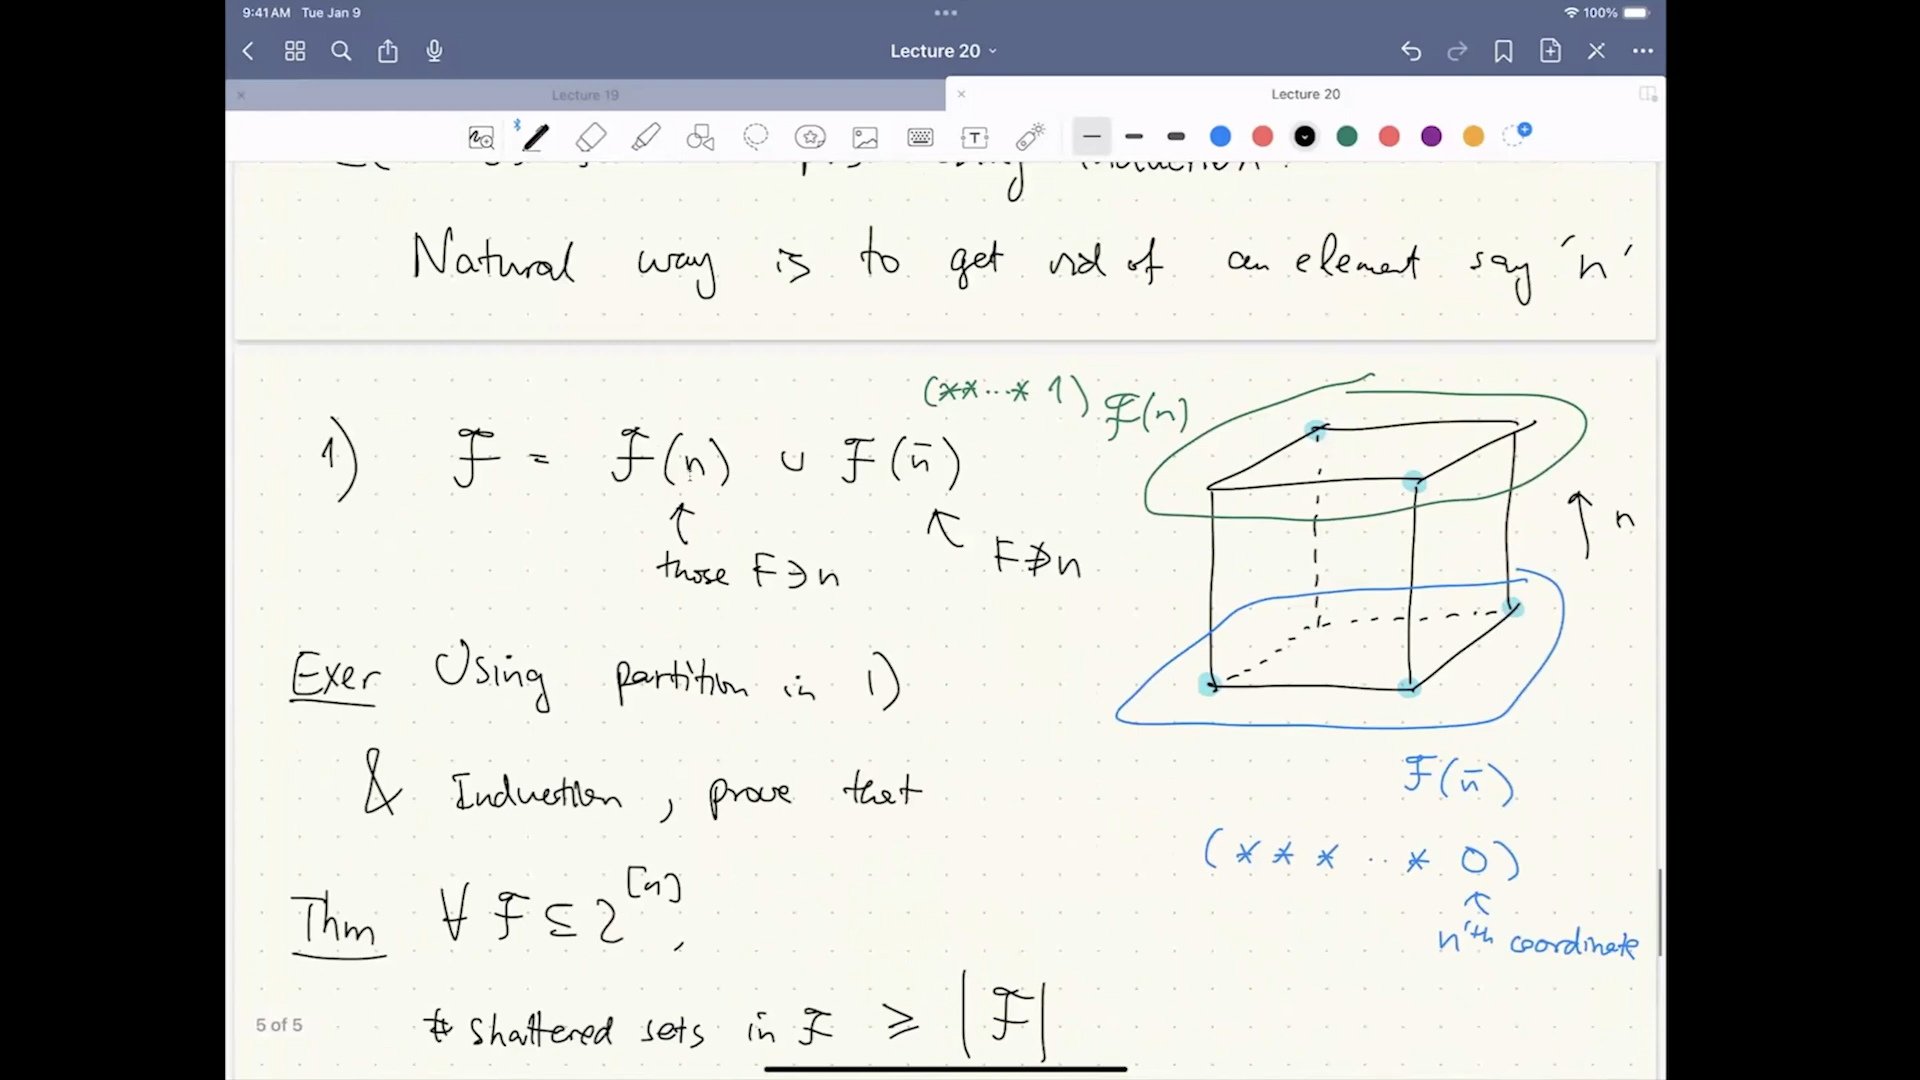 9:41 AM Tue Jan 9
100%
Lecture 20
Lecture 19
Lecture 20
T
using induction.
Natural way is to get rid of an element say 'n'
1) F = F(n) ∪ F(n̄)
those F∋n
F∌n
(**...* 1) F(n)
n
Exer Using partition in 1)
& Induction, prove that
F(n̄)
(* * * .. * 0)
n'th coordinate
Thm ∀ F ⊆ 2^[n],
# shattered sets in F ≥ |F|
5 of 5